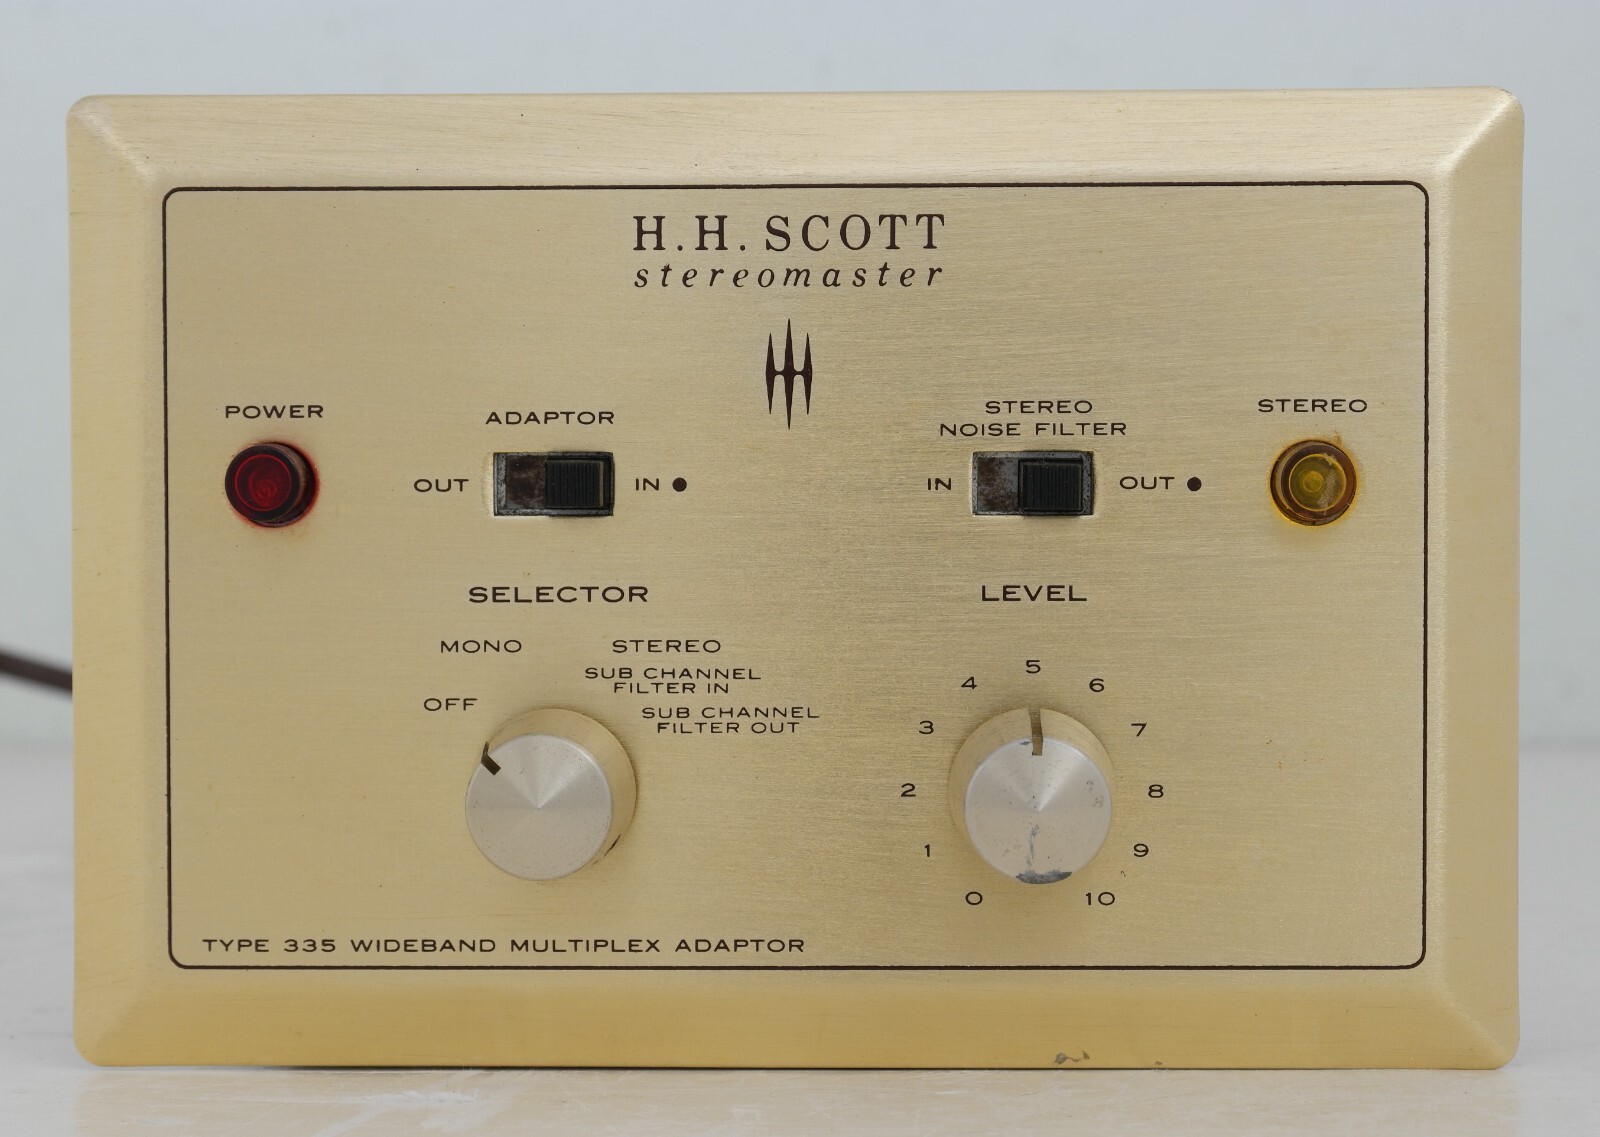 H.H. SCOTT
stereomaster
POWER
ADAPTOR
OUT
IN
STEREO
NOISE FILTER
IN
OUT
STEREO
SELECTOR
MONO
STEREO
SUB CHANNEL
FILTER IN
OFF
SUB CHANNEL
FILTER OUT
LEVEL
0
1
2
3
4
5
6
7
8
9
10
TYPE 335 WIDEBAND MULTIPLEX ADAPTOR